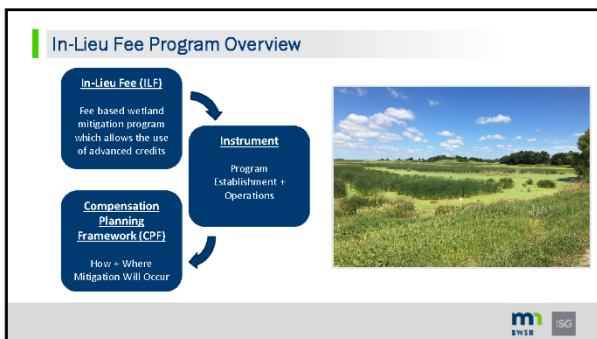 In-Lieu Fee Program Overview
In-Lieu Fee (ILF)
Fee based wetland
mitigation program
which allows the use
of advanced credits
Instrument
Program
Establishment +
Operations
Compensation
Planning
Framework (CPF)
How + Where
Mitigation Will Occur
mn
BWSR
ISG